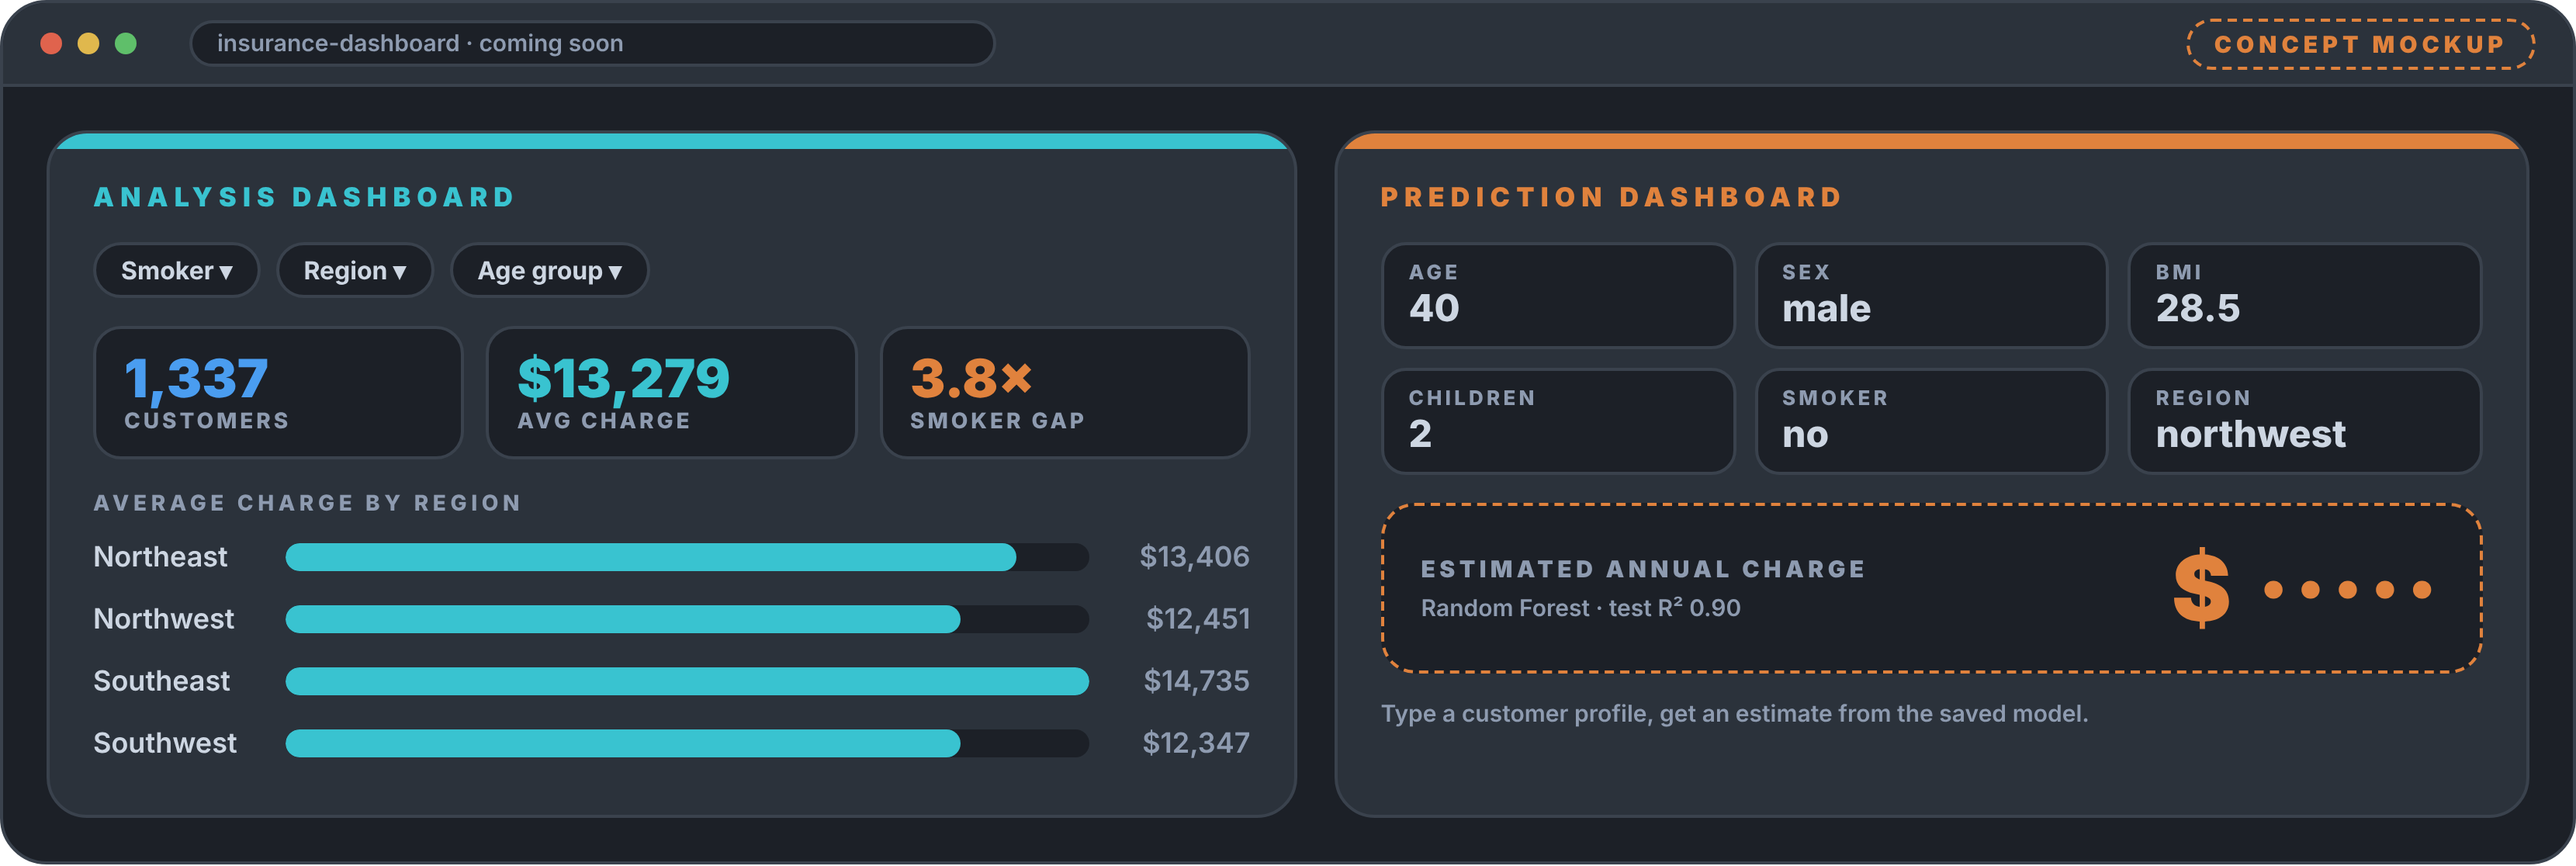 insurance-dashboard · coming soon
CONCEPT MOCKUP
ANALYSIS DASHBOARD
Smoker ▾ Region ▾ Age group ▾
1,337 $13,279 3.8×
CUSTOMERS AVG CHARGE SMOKER GAP
AVERAGE CHARGE BY REGION
Northeast $13,406
Northwest $12,451
Southeast $14,735
Southwest $12,347
PREDICTION DASHBOARD
AGE SEX BMI
40 male 28.5
CHILDREN SMOKER REGION
2 no northwest
ESTIMATED ANNUAL CHARGE
Random Forest · test R² 0.90
$ •••••
Type a customer profile, get an estimate from the saved model.